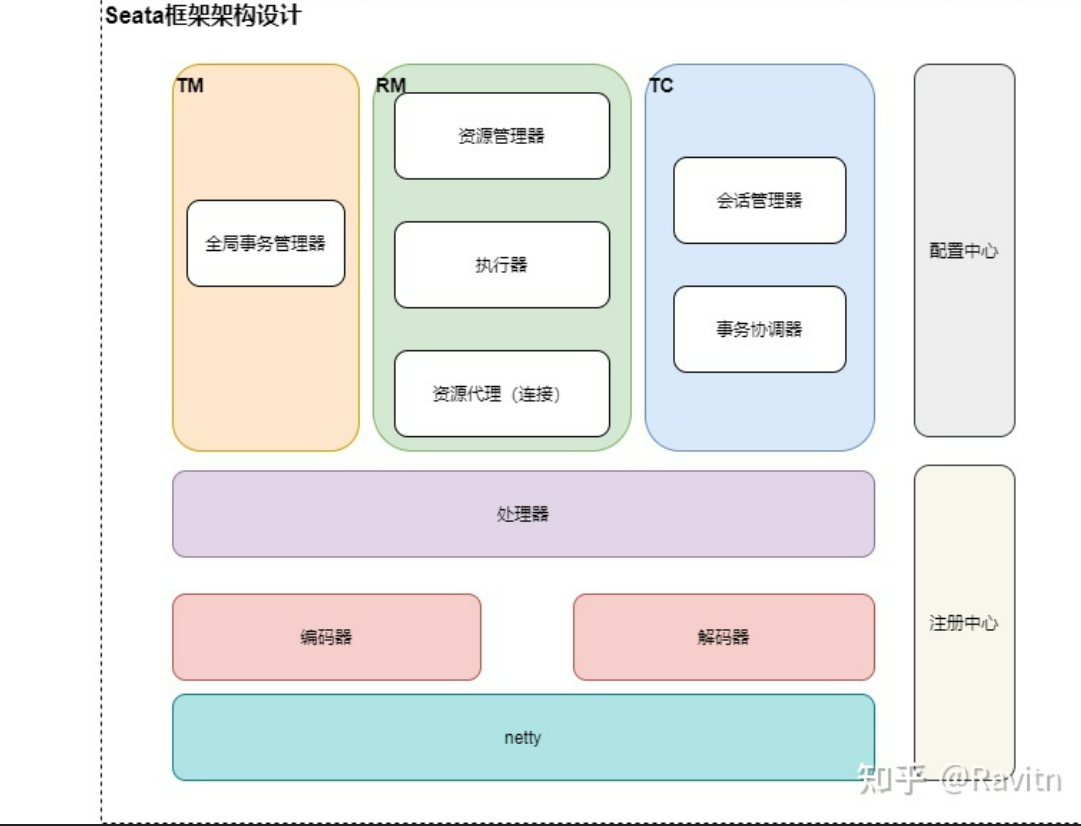 Seata框架架构设计
TM
RM
TC
资源管理器
会话管理器
全局事务管理器
执行器
配置中心
事务协调器
资源代理（连接）
处理器
注册中心
编码器
解码器
netty
知乎 @Ravitn